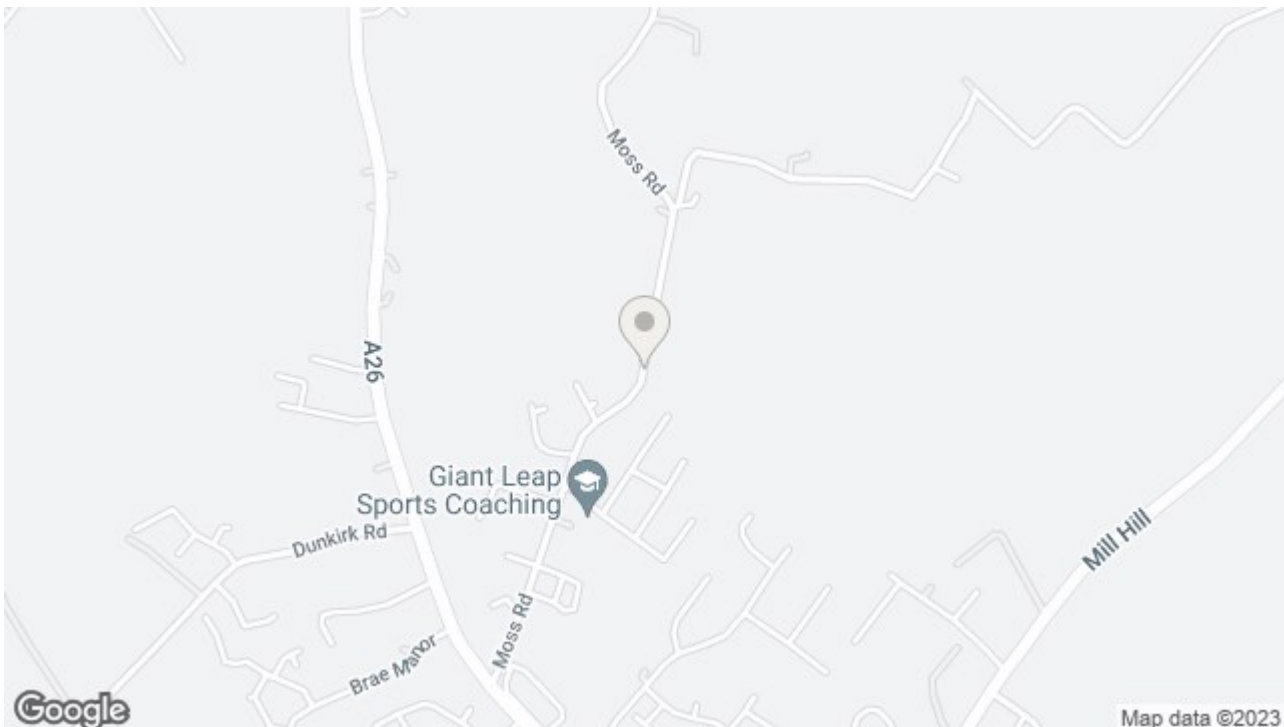 Moss Rd
A26
Giant Leap
Sports Coaching
Dunkirk Rd
Mill Hill
Moss Rd
Brae Manor
Google
Map data ©2023